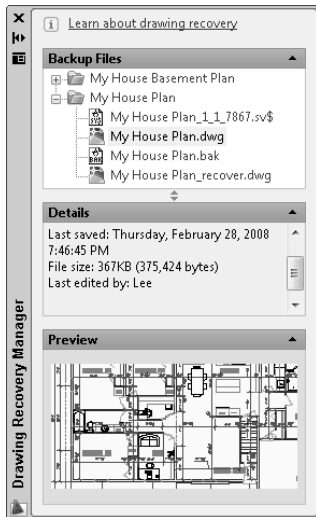 Learn about drawing recovery
Backup Files
My House Basement Plan
My House Plan
My House Plan_1_1_7867.sv$
My House Plan.dwg
My House Plan.bak
My House Plan_recover.dwg
Details
Last saved: Thursday, February 28, 2008
7:46:45 PM
File size: 367KB (375,424 bytes)
Last edited by: Lee
Preview
Drawing Recovery Manager